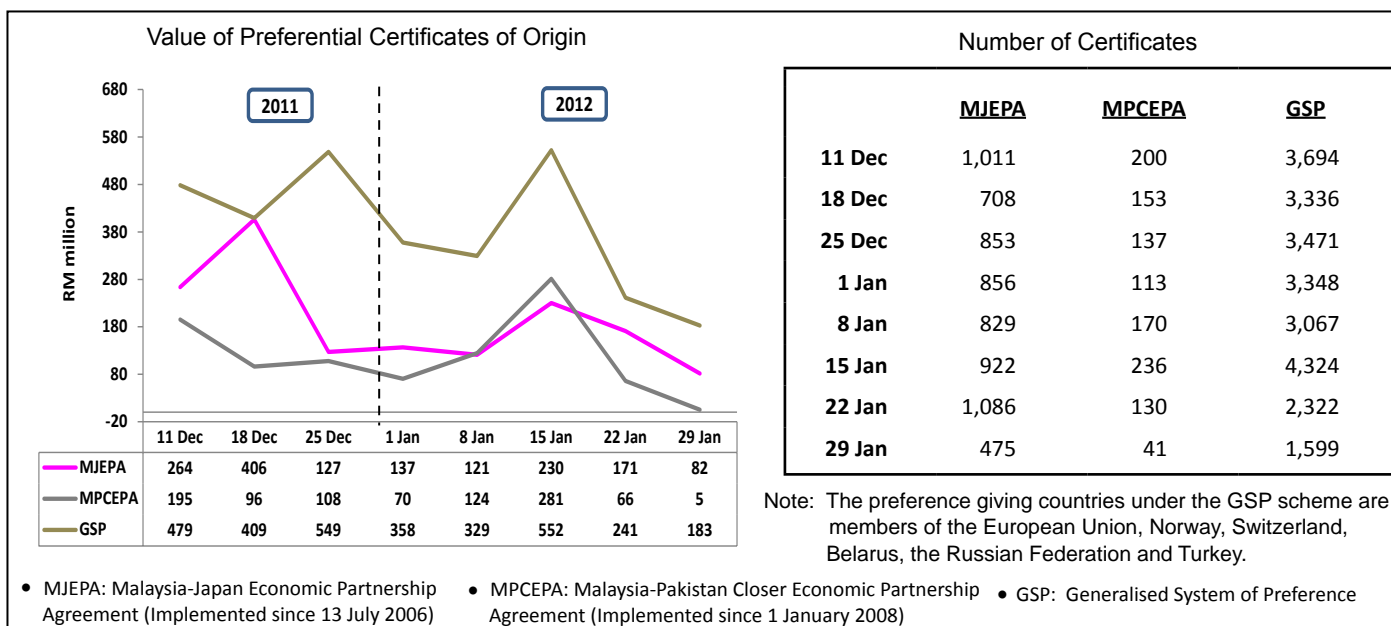 Value of Preferential Certificates of Origin
680
580
480
380
280
180
80
-20
RM million
2011
2012
11 Dec 18 Dec 25 Dec 1 Jan 8 Jan 15 Jan 22 Jan 29 Jan
MJEPA 264 406 127 137 121 230 171 82
MPCEPA 195 96 108 70 124 281 66 5
GSP 479 409 549 358 329 552 241 183
Number of Certificates
MJEPA MPCEPA GSP
11 Dec 1,011 200 3,694
18 Dec 708 153 3,336
25 Dec 853 137 3,471
1 Jan 856 113 3,348
8 Jan 829 170 3,067
15 Jan 922 236 4,324
22 Jan 1,086 130 2,322
29 Jan 475 41 1,599
Note: The preference giving countries under the GSP scheme are
members of the European Union, Norway, Switzerland,
Belarus, the Russian Federation and Turkey.
• MJEPA: Malaysia-Japan Economic Partnership
Agreement (Implemented since 13 July 2006)
• MPCEPA: Malaysia-Pakistan Closer Economic Partnership
Agreement (Implemented since 1 January 2008)
• GSP: Generalised System of Preference